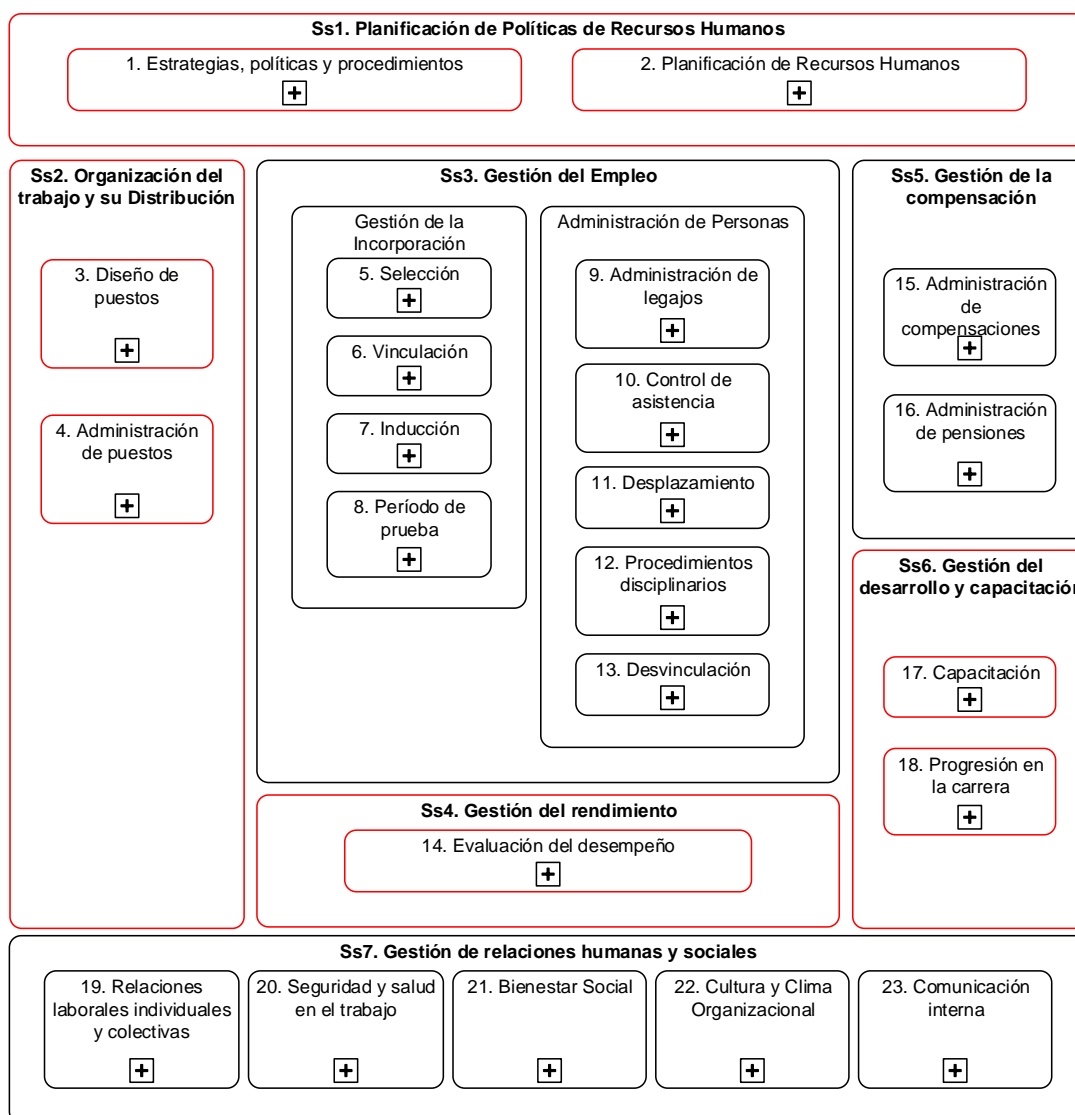 Ss1. Planificación de Políticas de Recursos Humanos
1. Estrategias, políticas y procedimientos
2. Planificación de Recursos Humanos
Ss2. Organización del
trabajo y su Distribución
3. Diseño de
puestos
4. Administración
de puestos
Ss3. Gestión del Empleo
Gestión de la
Incorporación
5. Selección
6. Vinculación
7. Inducción
8. Período de
prueba
Administración de Personas
9. Administración de
legajos
10. Control de
asistencia
11. Desplazamiento
12. Procedimientos
disciplinarios
13. Desvinculación
Ss4. Gestión del rendimiento
14. Evaluación del desempeño
Ss5. Gestión de la
compensación
15. Administración
de
compensaciones
16. Administración
de pensiones
Ss6. Gestión del
desarrollo y capacitación
17. Capacitación
18. Progresión en
la carrera
Ss7. Gestión de relaciones humanas y sociales
19. Relaciones
laborales individuales
y colectivas
20. Seguridad y salud
en el trabajo
21. Bienestar Social
22. Cultura y Clima
Organizacional
23. Comunicación
interna